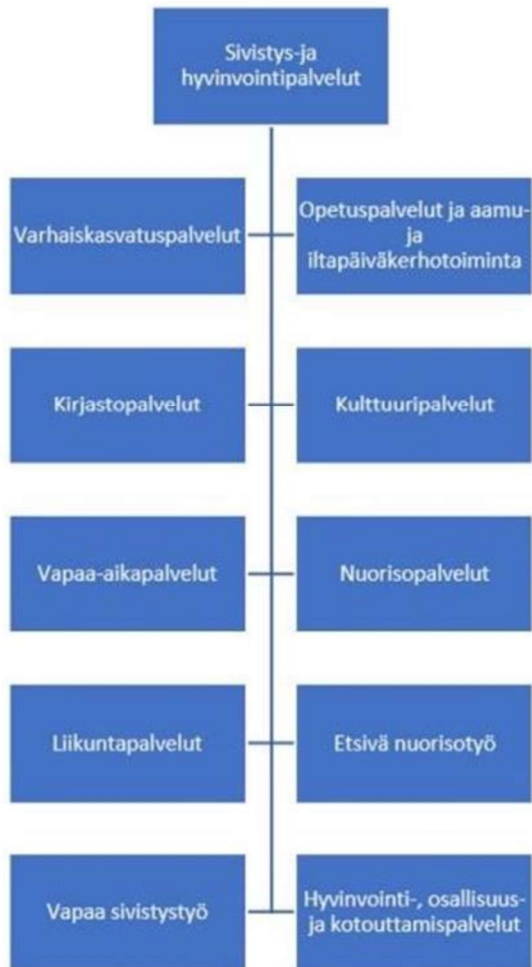 Sivistys-ja
hyvinvointipalvelut
Varhaiskasvatuspalvelut
Opetuspalvelut ja aamu-
ja
iltapäiväkerhotoiminta
Kirjastopalvelut
Kulttuuripalvelut
Vapaa-aikapalvelut
Nuorisopalvelut
Liikuntapalvelut
Etsivä nuorisotyö
Vapaa sivistystyö
Hyvinvointi-, osallisuus-
ja kotouttamispalvelut